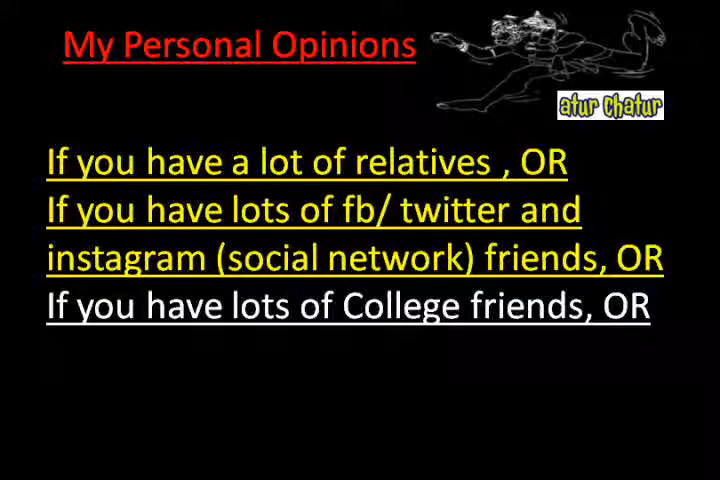 My Personal Opinions
atur chatur
If you have a lot of relatives , OR
If you have lots of fb/ twitter and
instagram (social network) friends, OR
If you have lots of College friends, OR